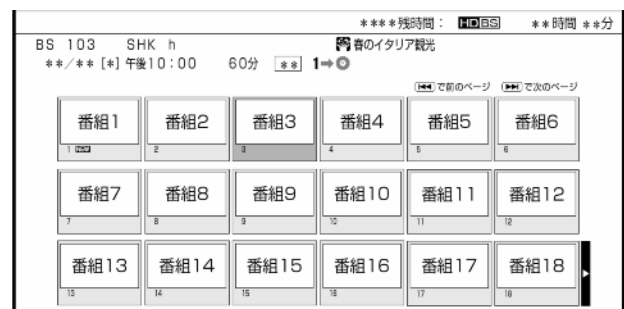 ****残時間： HDBS **時間 **分
BS 103 SHK h 春のイタリア観光
**/** [*] 午後10：00 60分 ** 1➡
⏮で前のページ ⏭で次のページ
番組1 番組2 番組3 番組4 番組5 番組6
1 NEW 2 3 4 5 6
番組7 番組8 番組9 番組10 番組11 番組12
7 8 9 10 11 12
番組13 番組14 番組15 番組16 番組17 番組18
13 14 15 16 17 18